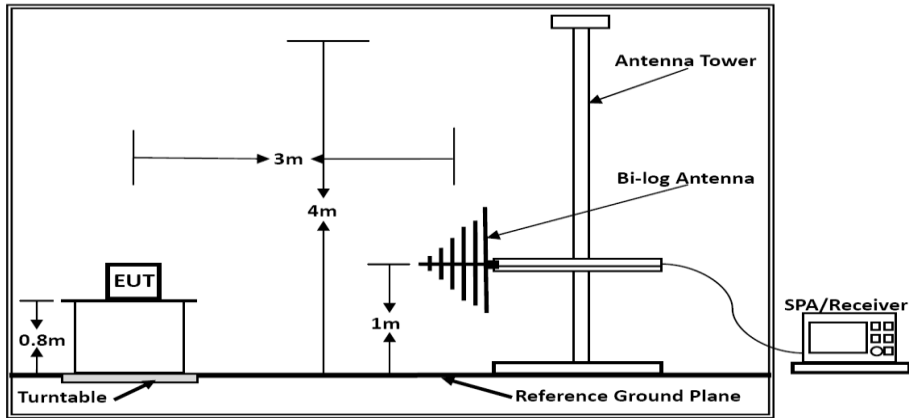 Antenna Tower
3m
Bi-log Antenna
4m
EUT
SPA/Receiver
0.8m
1m
Turntable
Reference Ground Plane